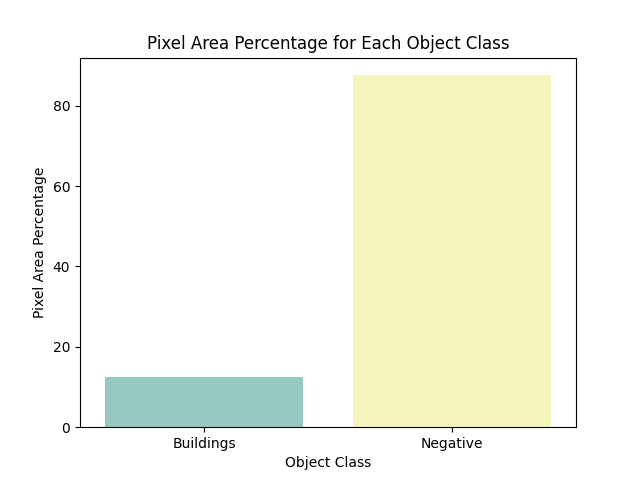 Pixel Area Percentage for Each Object Class
Pixel Area Percentage
80
60
40
20
0
Buildings
Negative
Object Class